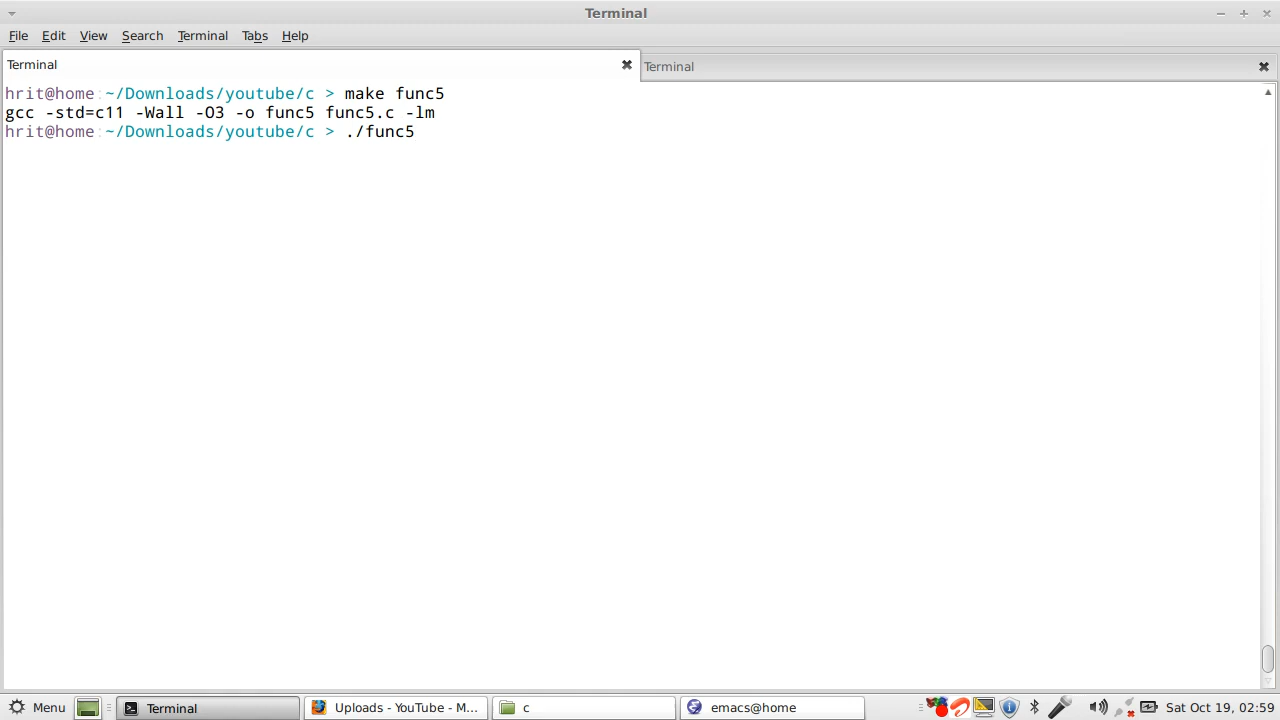 Terminal
File Edit View Search Terminal Tabs Help
Terminal
Terminal
hrit@home:~/Downloads/youtube/c > make func5
gcc -std=c11 -Wall -O3 -o func5 func5.c -lm
hrit@home:~/Downloads/youtube/c > ./func5
Menu
Terminal
Uploads - YouTube - M...
c
emacs@home
Sat Oct 19, 02:59